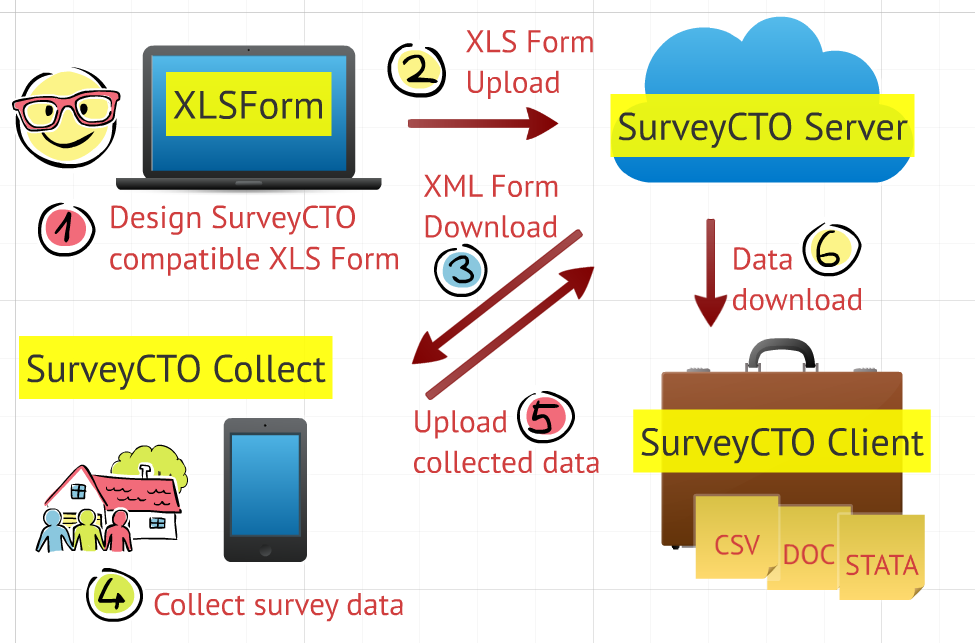 XLSForm
1
Design SurveyCTO
compatible XLS Form
2
XLS Form
Upload
SurveyCTO Server
XML Form
Download
3
SurveyCTO Collect
4
Collect survey data
Upload 5
collected data
Data 6
download
SurveyCTO Client
CSV
DOC
STATA